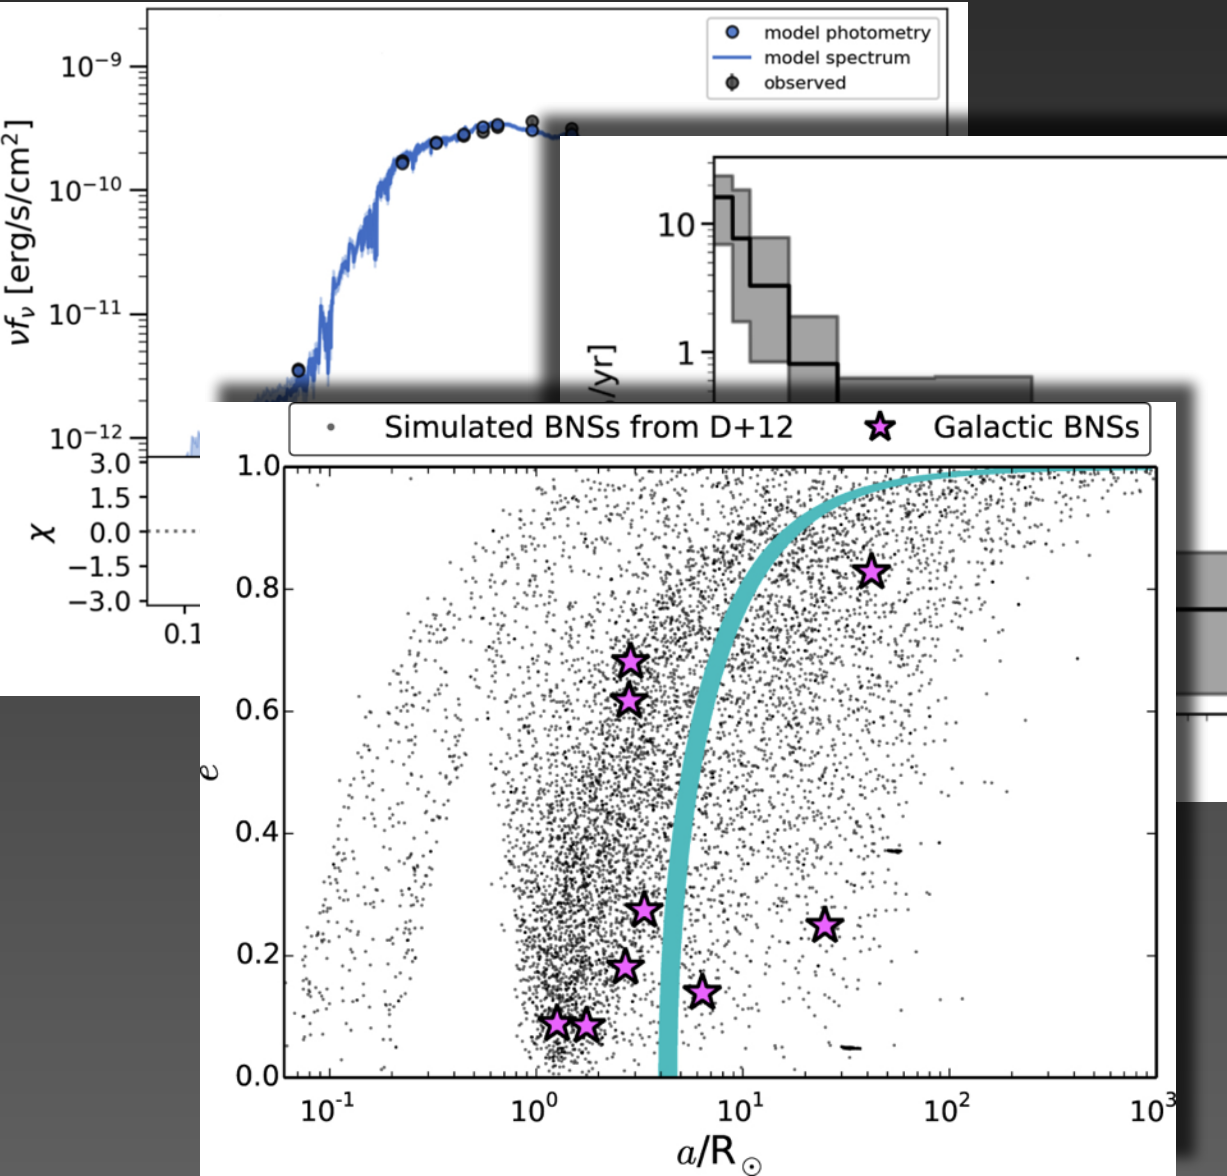 model photometry
model spectrum
observed
10⁻⁹
10⁻¹⁰
10⁻¹¹
10⁻¹²
νf_ν [erg/s/cm²]
3.0
1.5
0.0
−1.5
−3.0
χ
0.1
10
1
/yr]
Simulated BNSs from D+12
Galactic BNSs
1.0
0.8
0.6
0.4
0.2
0.0
e
10⁻¹
10⁰
10¹
10²
10³
a/R☉